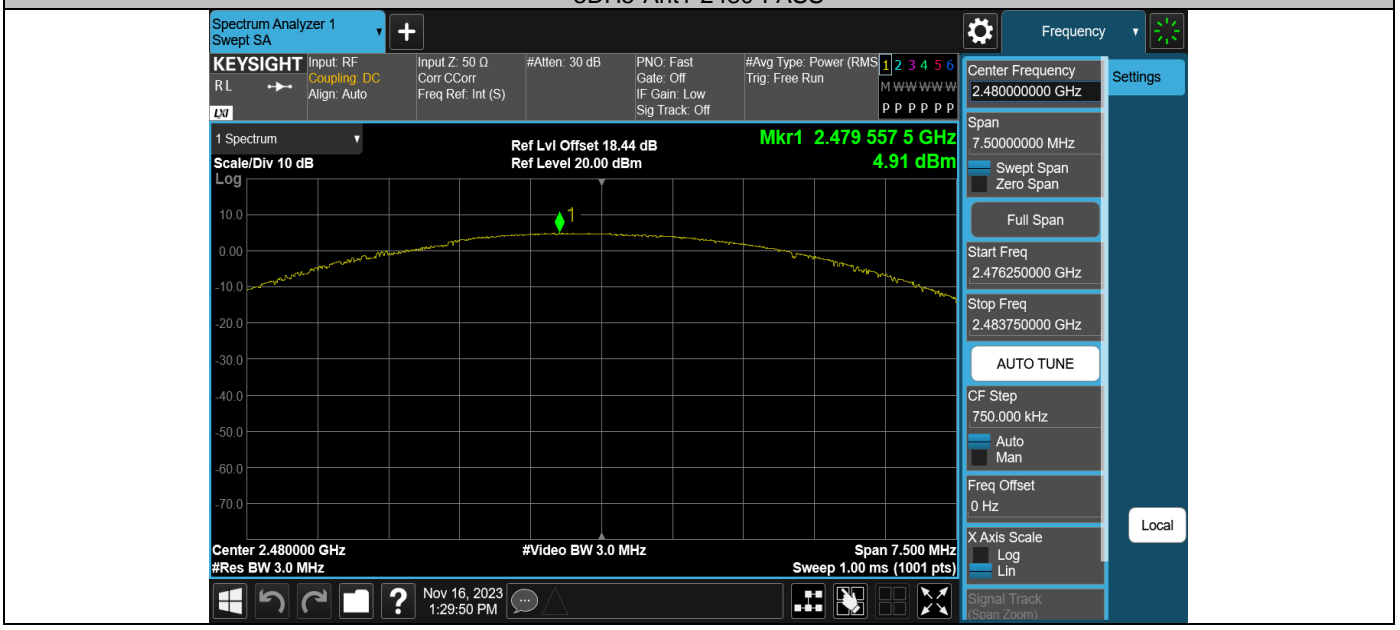 3DH5-Ant1-2480-PASS
Spectrum Analyzer 1
Swept SA
Frequency
KEYSIGHT
RL
LXI
Input: RF
Coupling: DC
Align: Auto
Input Z: 50 Ω
Corr CCorr
Freq Ref: Int (S)
#Atten: 30 dB
PNO: Fast
Gate: Off
IF Gain: Low
Sig Track: Off
#Avg Type: Power (RMS
Trig: Free Run
1 2 3 4 5 6
M W W W W W
P P P P P P
1 Spectrum
Scale/Div 10 dB
Ref Lvl Offset 18.44 dB
Ref Level 20.00 dBm
Mkr1 2.479 557 5 GHz
4.91 dBm
Log
1
10.0
0.00
-10.0
-20.0
-30.0
-40.0
-50.0
-60.0
-70.0
Center 2.480000 GHz
#Video BW 3.0 MHz
Span 7.500 MHz
#Res BW 3.0 MHz
Sweep 1.00 ms (1001 pts)
Nov 16, 2023
1:29:50 PM
Center Frequency
2.480000000 GHz
Settings
Span
7.50000000 MHz
Swept Span
Zero Span
Full Span
Start Freq
2.476250000 GHz
Stop Freq
2.483750000 GHz
AUTO TUNE
CF Step
750.000 kHz
Auto
Man
Freq Offset
0 Hz
X Axis Scale
Log
Lin
Local
Signal Track
(Span Zoom)